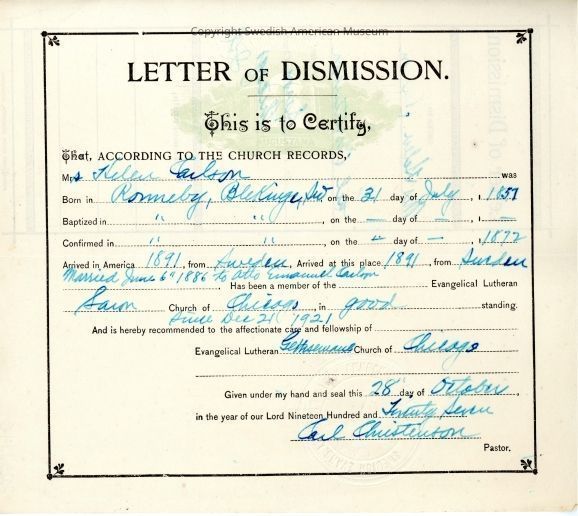 Copyright Swedish American Museum
LETTER OF DISMISSION.
This is to Certify,
That, ACCORDING TO THE CHURCH RECORDS,
Mrs Helen Carlson was
Born in Ronneby, Blekinge, Sw on the 31 day of July, 1857
Baptized in " " , on the — day of — , 1 —
Confirmed in " " , on the " day of — , 1872
Arrived in America 1891, from Sweden, Arrived at this place 1891, from Sweden
Married June 6th 1886 to Otto Emanuel Carlson
Has been a member of the Evangelical Lutheran
Saron Church of Chicago in good standing.
since Dec 21 1921
And is hereby recommended to the affectionate care and fellowship of
Evangelical Lutheran Gethsemane Church of Chicago
Given under my hand and seal this 28 day of October,
in the year of our Lord Nineteen Hundred and Twenty Seven
Carl Christenson
Pastor.